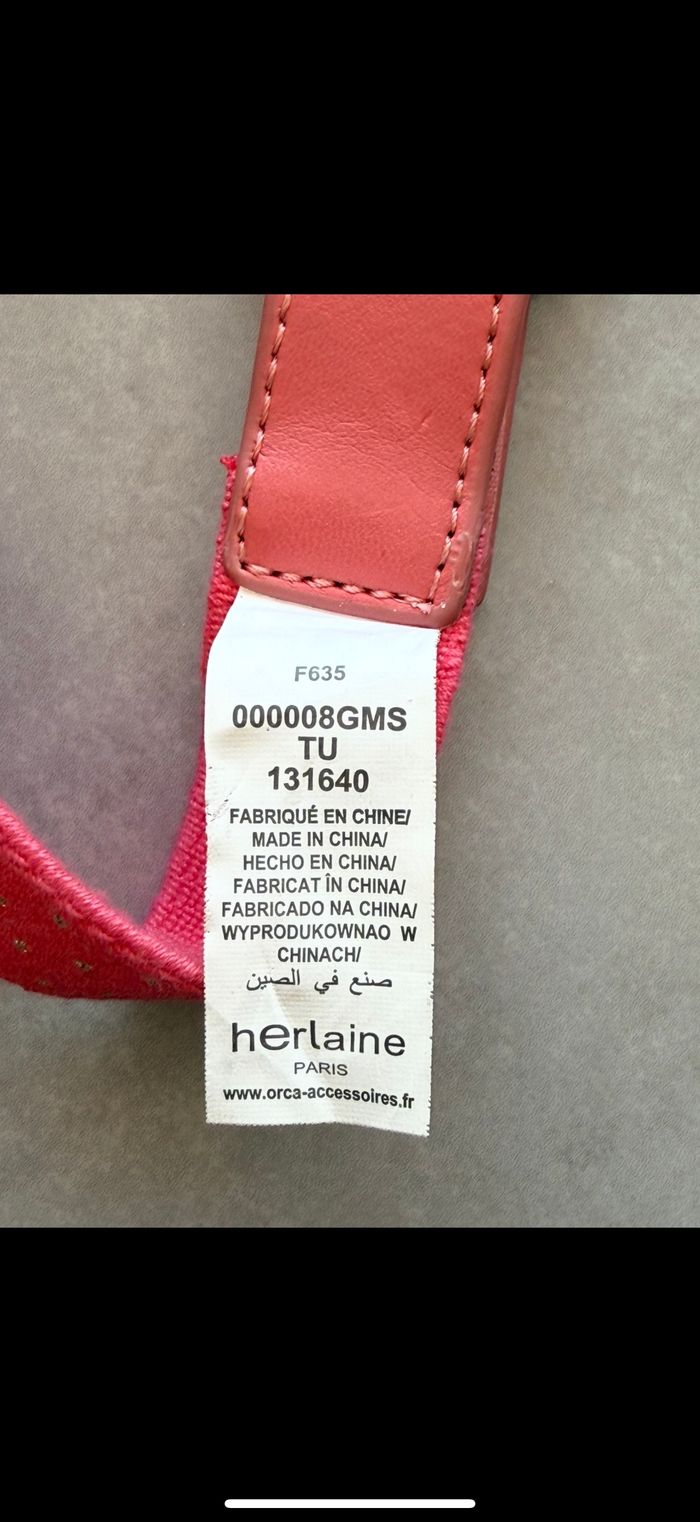 F635
000008GMS
TU
131640
FABRIQUÉ EN CHINE/
MADE IN CHINA/
HECHO EN CHINA/
FABRICAT ÎN CHINA/
FABRICADO NA CHINA/
WYPRODUKOWNAO W
CHINACH/
صنع في الصين
herlaine
PARIS
www.orca-accessoires.fr